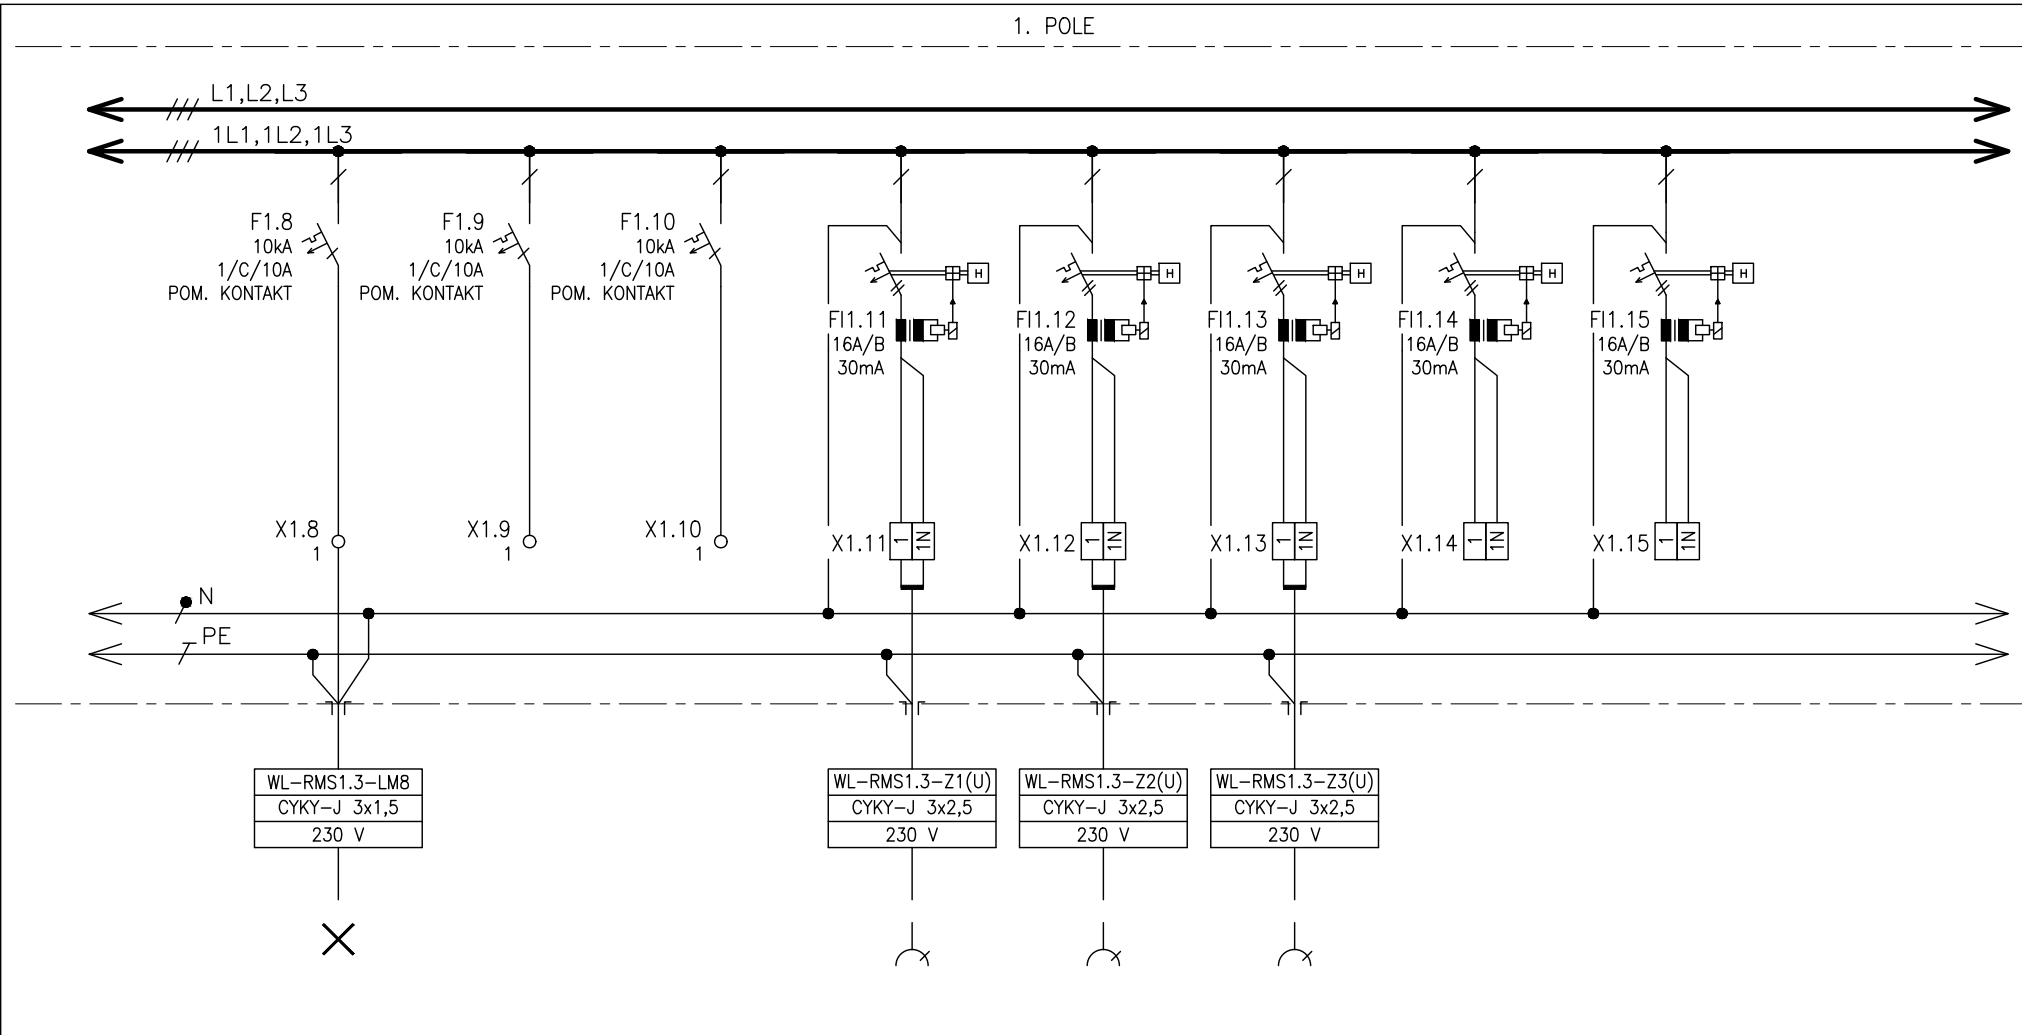 1. POLE
L1,L2,L3
1L1,1L2,1L3
F1.8
10kA
1/C/10A
POM. KONTAKT
F1.9
10kA
1/C/10A
POM. KONTAKT
F1.10
10kA
1/C/10A
POM. KONTAKT
H
H
H
H
H
FI1.11
16A/B
30mA
FI1.12
16A/B
30mA
FI1.13
16A/B
30mA
FI1.14
16A/B
30mA
FI1.15
16A/B
30mA
X1.8
1
X1.9
1
X1.10
1
X1.11
1
1N
X1.12
1
1N
X1.13
1
1N
X1.14
1
1N
X1.15
1
1N
N
PE
WL-RMS1.3-LM8
CYKY-J 3x1,5
230 V
WL-RMS1.3-Z1(U)
CYKY-J 3x2,5
230 V
WL-RMS1.3-Z2(U)
CYKY-J 3x2,5
230 V
WL-RMS1.3-Z3(U)
CYKY-J 3x2,5
230 V